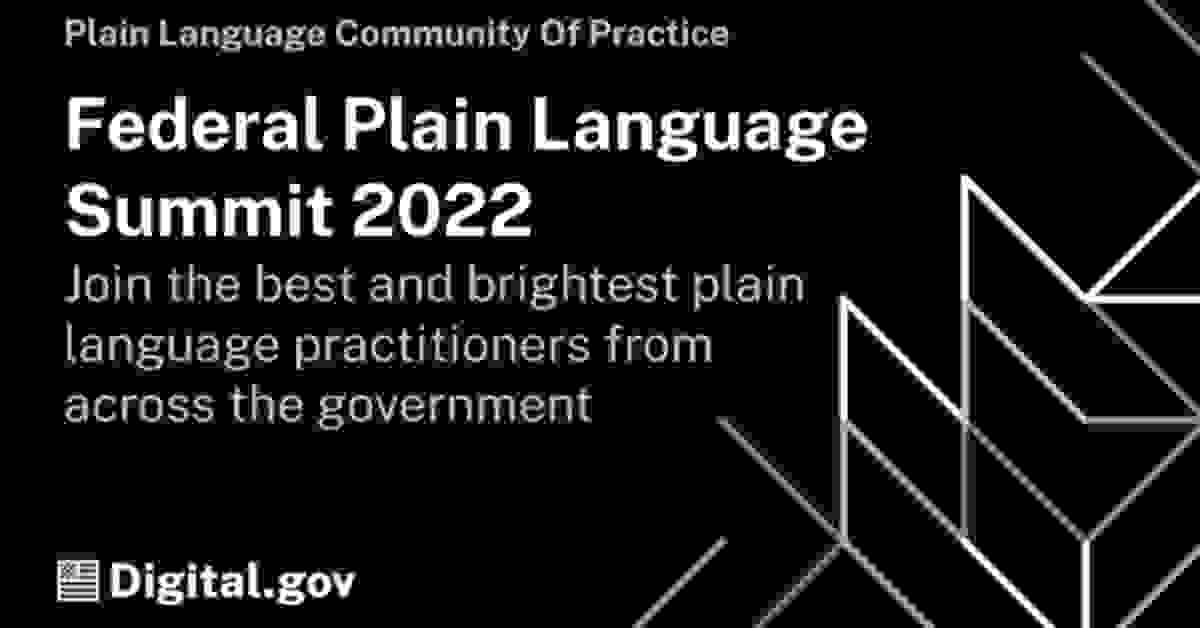 Plain Language Community Of Practice
Federal Plain Language
Summit 2022
Join the best and brightest plain
language practitioners from
across the government
Digital.gov